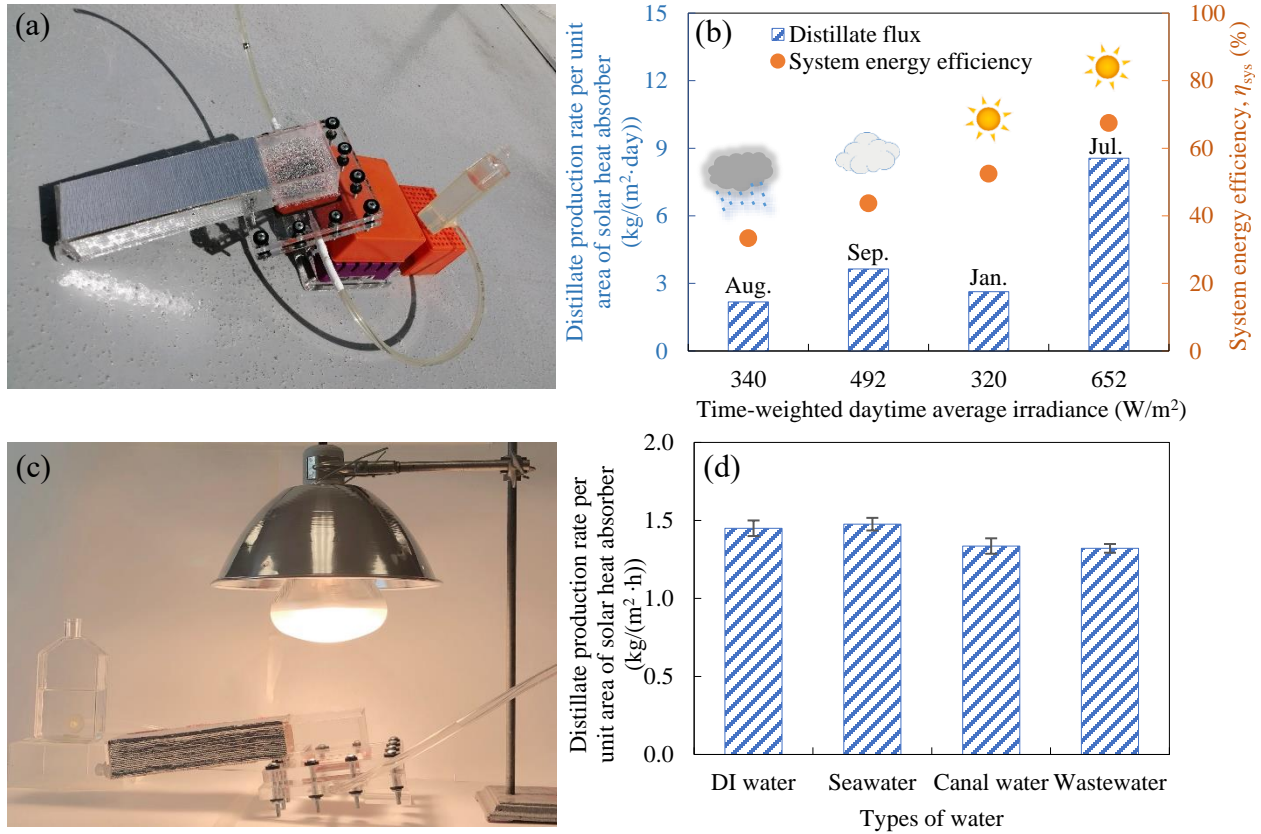 (a)
(b)
Distillate production rate per unit
area of solar heat absorber
(kg/(m²·day))
15
12
9
6
3
0
Distillate flux
System energy efficiency
Aug.
Sep.
Jan.
Jul.
340
492
320
652
Time-weighted daytime average irradiance (W/m²)
100
80
60
40
20
0
System energy efficiency, ηsys (%)
(c)
(d)
Distillate production rate per
unit area of solar heat absorber
(kg/(m² ·h))
2.0
1.5
1.0
0.5
0.0
DI water
Seawater
Canal water
Wastewater
Types of water